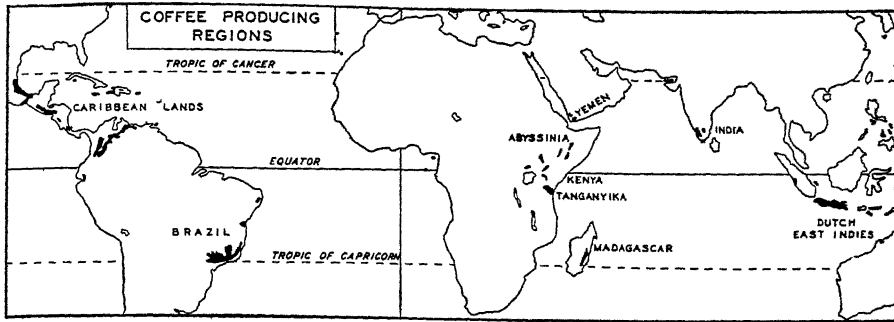 COFFEE PRODUCING
REGIONS
TROPIC OF CANCER
CARIBBEAN LANDS
YEMEN
INDIA
ABYSSINIA
EQUATOR
KENYA
TANGANYIKA
BRAZIL
DUTCH
EAST INDIES
MADAGASCAR
TROPIC OF CAPRICORN